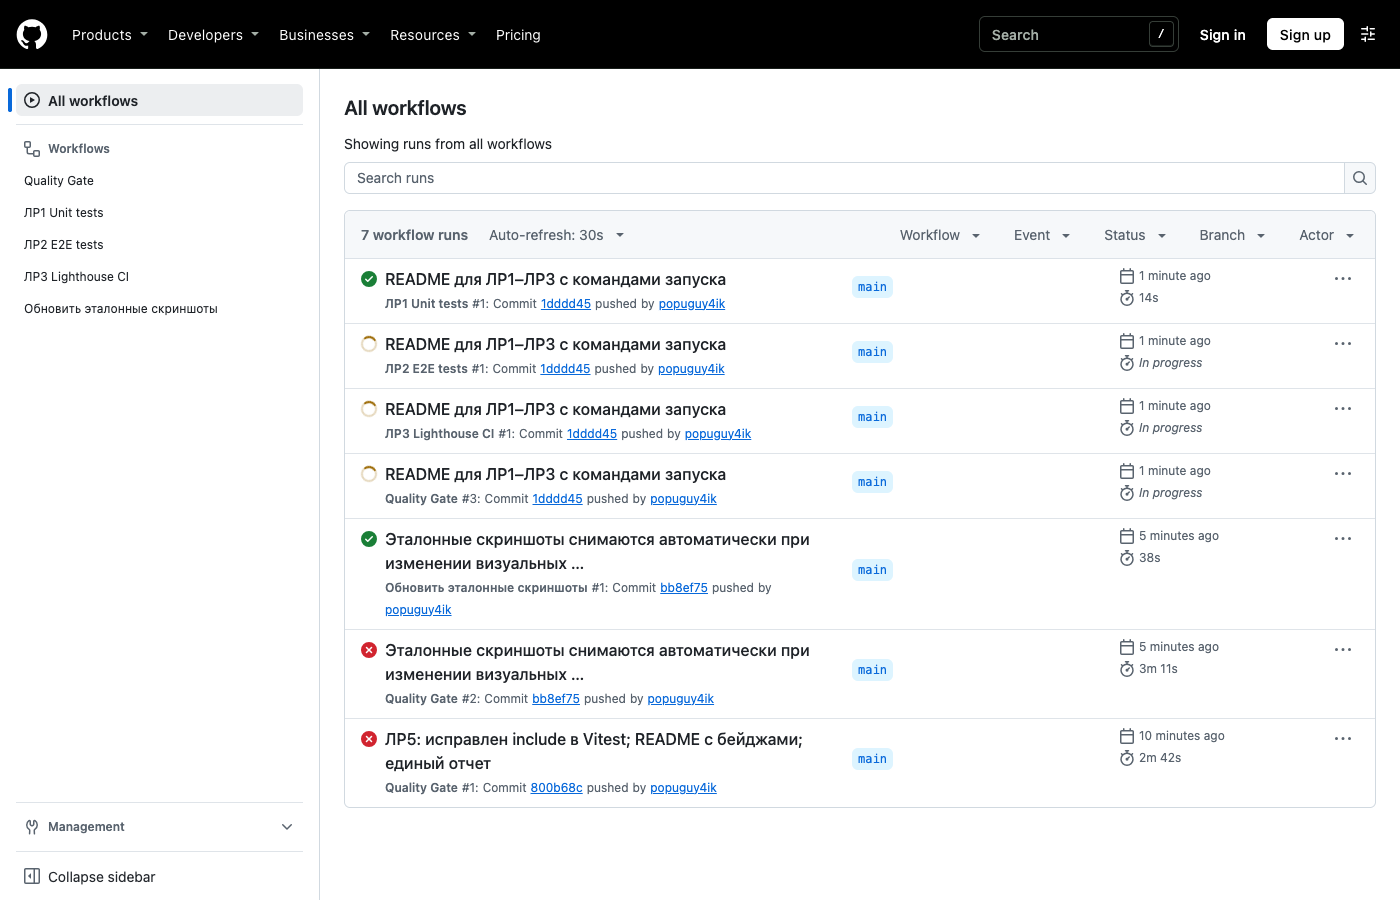 Products
Developers
Businesses
Resources
Pricing
Search
/
Sign in
Sign up
All workflows
Workflows
Quality Gate
ЛР1 Unit tests
ЛР2 E2E tests
ЛР3 Lighthouse CI
Обновить эталонные скриншоты
Management
Collapse sidebar
All workflows
Showing runs from all workflows
Search runs
7 workflow runs
Auto-refresh: 30s
Workflow
Event
Status
Branch
Actor
README для ЛР1–ЛР3 с командами запуска
ЛР1 Unit tests #1: Commit 1dddd45 pushed by popuguy4ik
main
1 minute ago
14s
README для ЛР1–ЛР3 с командами запуска
ЛР2 E2E tests #1: Commit 1dddd45 pushed by popuguy4ik
main
1 minute ago
In progress
README для ЛР1–ЛР3 с командами запуска
ЛР3 Lighthouse CI #1: Commit 1dddd45 pushed by popuguy4ik
main
1 minute ago
In progress
README для ЛР1–ЛР3 с командами запуска
Quality Gate #3: Commit 1dddd45 pushed by popuguy4ik
main
1 minute ago
In progress
Эталонные скриншоты снимаются автоматически при
изменении визуальных ...
Обновить эталонные скриншоты #1: Commit bb8ef75 pushed by
popuguy4ik
main
5 minutes ago
38s
Эталонные скриншоты снимаются автоматически при
изменении визуальных ...
Quality Gate #2: Commit bb8ef75 pushed by popuguy4ik
main
5 minutes ago
3m 11s
ЛР5: исправлен include в Vitest; README с бейджами;
единый отчет
Quality Gate #1: Commit 800b68c pushed by popuguy4ik
main
10 minutes ago
2m 42s